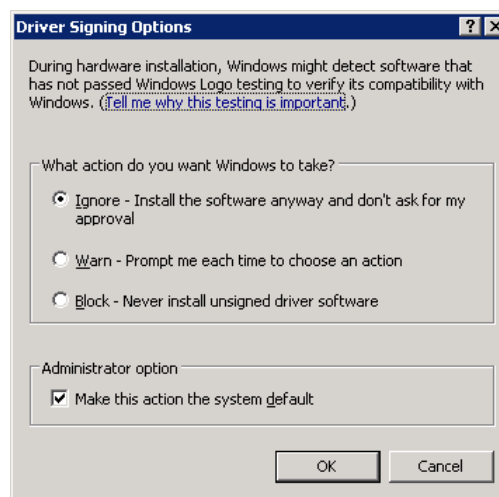 Driver Signing Options
During hardware installation, Windows might detect software that
has not passed Windows Logo testing to verify its compatibility with
Windows. (Tell me why this testing is important.)
What action do you want Windows to take?
Ignore - Install the software anyway and don't ask for my
approval
Warn - Prompt me each time to choose an action
Block - Never install unsigned driver software
Administrator option
Make this action the system default
OK Cancel